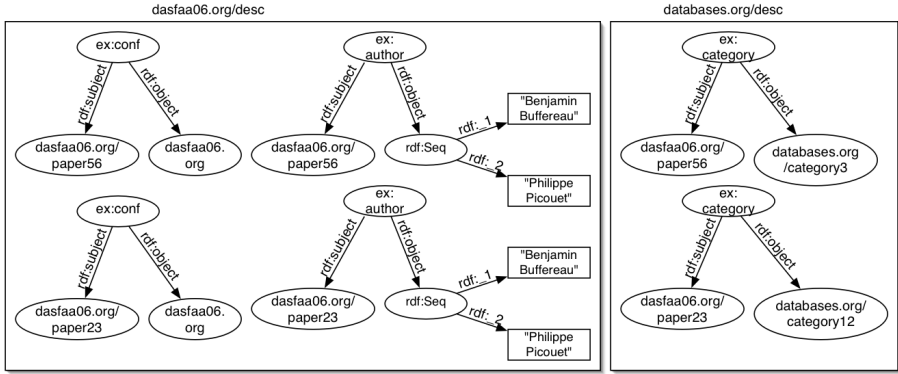 dasfaa06.org/desc
ex:conf
rdf:subject
rdf:object
dasfaa06.org/
paper56
dasfaa06.
org
ex:
author
rdf:subject
rdf:object
dasfaa06.org/
paper56
rdf:Seq
rdf:_1
"Benjamin
Buffereau"
rdf:_2
"Philippe
Picouet"
ex:conf
rdf:subject
rdf:object
dasfaa06.org/
paper23
dasfaa06.
org
ex:
author
rdf:subject
rdf:object
dasfaa06.org/
paper23
rdf:Seq
rdf:_1
"Benjamin
Buffereau"
rdf:_2
"Philippe
Picouet"
databases.org/desc
ex:
category
rdf:subject
rdf:object
dasfaa06.org/
paper56
databases.org
/category3
ex:
category
rdf:subject
rdf:object
dasfaa06.org/
paper23
databases.org/
category12